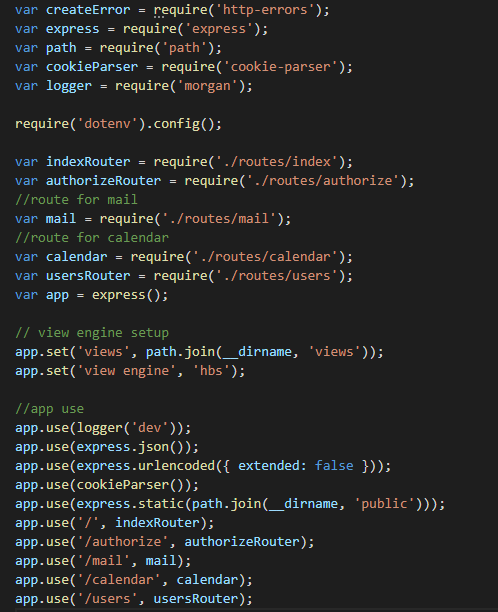 var createError = require('http-errors');
var express = require('express');
var path = require('path');
var cookieParser = require('cookie-parser');
var logger = require('morgan');
require('dotenv').config();
var indexRouter = require('./routes/index');
var authorizeRouter = require('./routes/authorize');
//route for mail
var mail = require('./routes/mail');
//route for calendar
var calendar = require('./routes/calendar');
var usersRouter = require('./routes/users');
var app = express();
// view engine setup
app.set('views', path.join(__dirname, 'views'));
app.set('view engine', 'hbs');
//app use
app.use(logger('dev'));
app.use(express.json());
app.use(express.urlencoded({ extended: false }));
app.use(cookieParser());
app.use(express.static(path.join(__dirname, 'public')));
app.use('/', indexRouter);
app.use('/authorize', authorizeRouter);
app.use('/mail', mail);
app.use('/calendar', calendar);
app.use('/users', usersRouter);